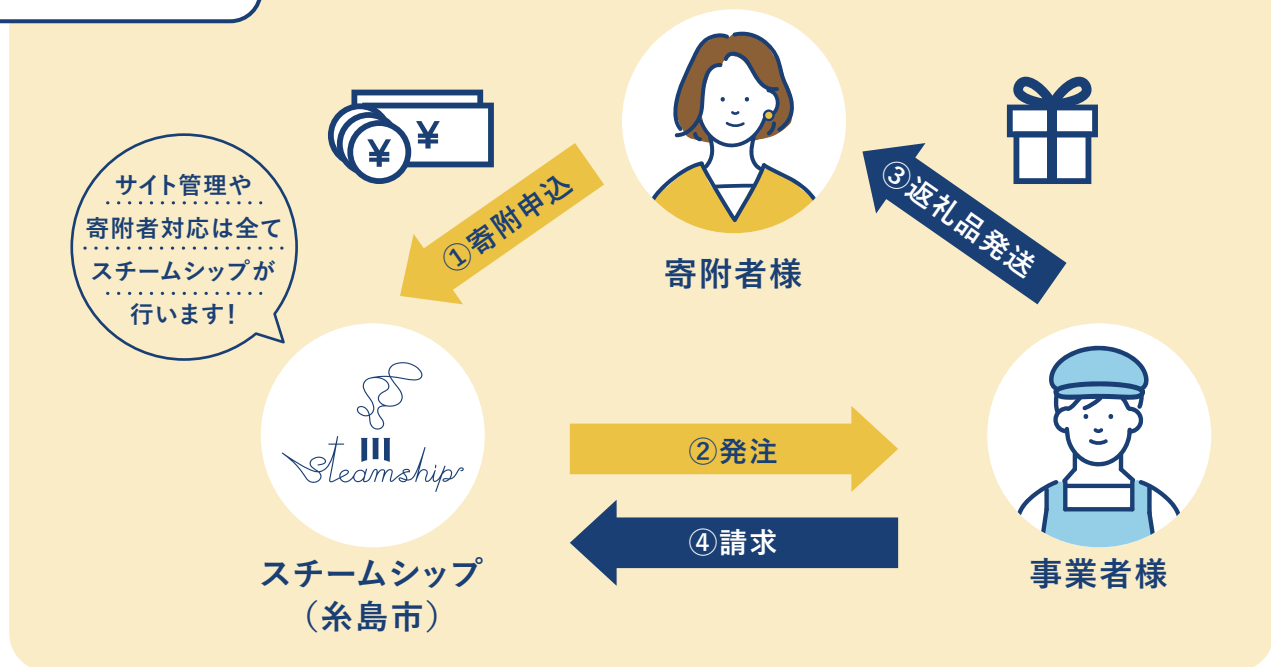 ¥
¥
サイト管理や
寄附者対応は全て
スチームシップが
行います!
①寄附申込
③返礼品発送
寄附者様
steamship
②発注
④請求
スチームシップ
（糸島市）
事業者様